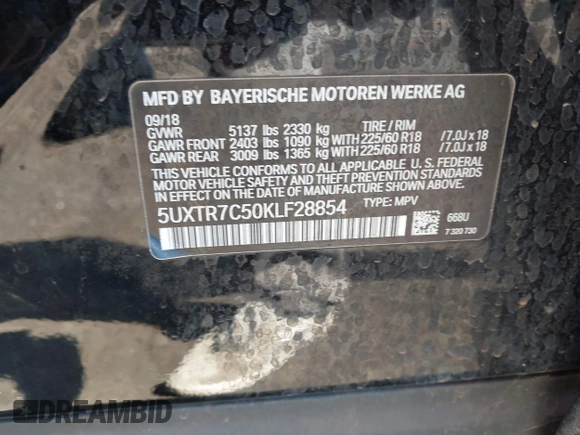 MFD BY BAYERISCHE MOTOREN WERKE AG
09/18
GVWR 5137 lbs 2330 kg TIRE / RIM
GAWR FRONT 2403 lbs 1090 kg WITH 225/60 R18 /7.0J x 18
GAWR REAR 3009 lbs 1365 kg WITH 225/60 R18 /7.0J x 18
THIS VEHICLE CONFORMS TO ALL APPLICABLE U. S. FEDERAL
MOTOR VEHICLE SAFETY AND THEFT PREVENTION STANDARDS
IN EFFECT ON THE DATE OF MANUFACTURE SHOWN ABOVE.
5UXTR7C50KLF28854 TYPE: MPV
668U
7 320 730
DREAMBID